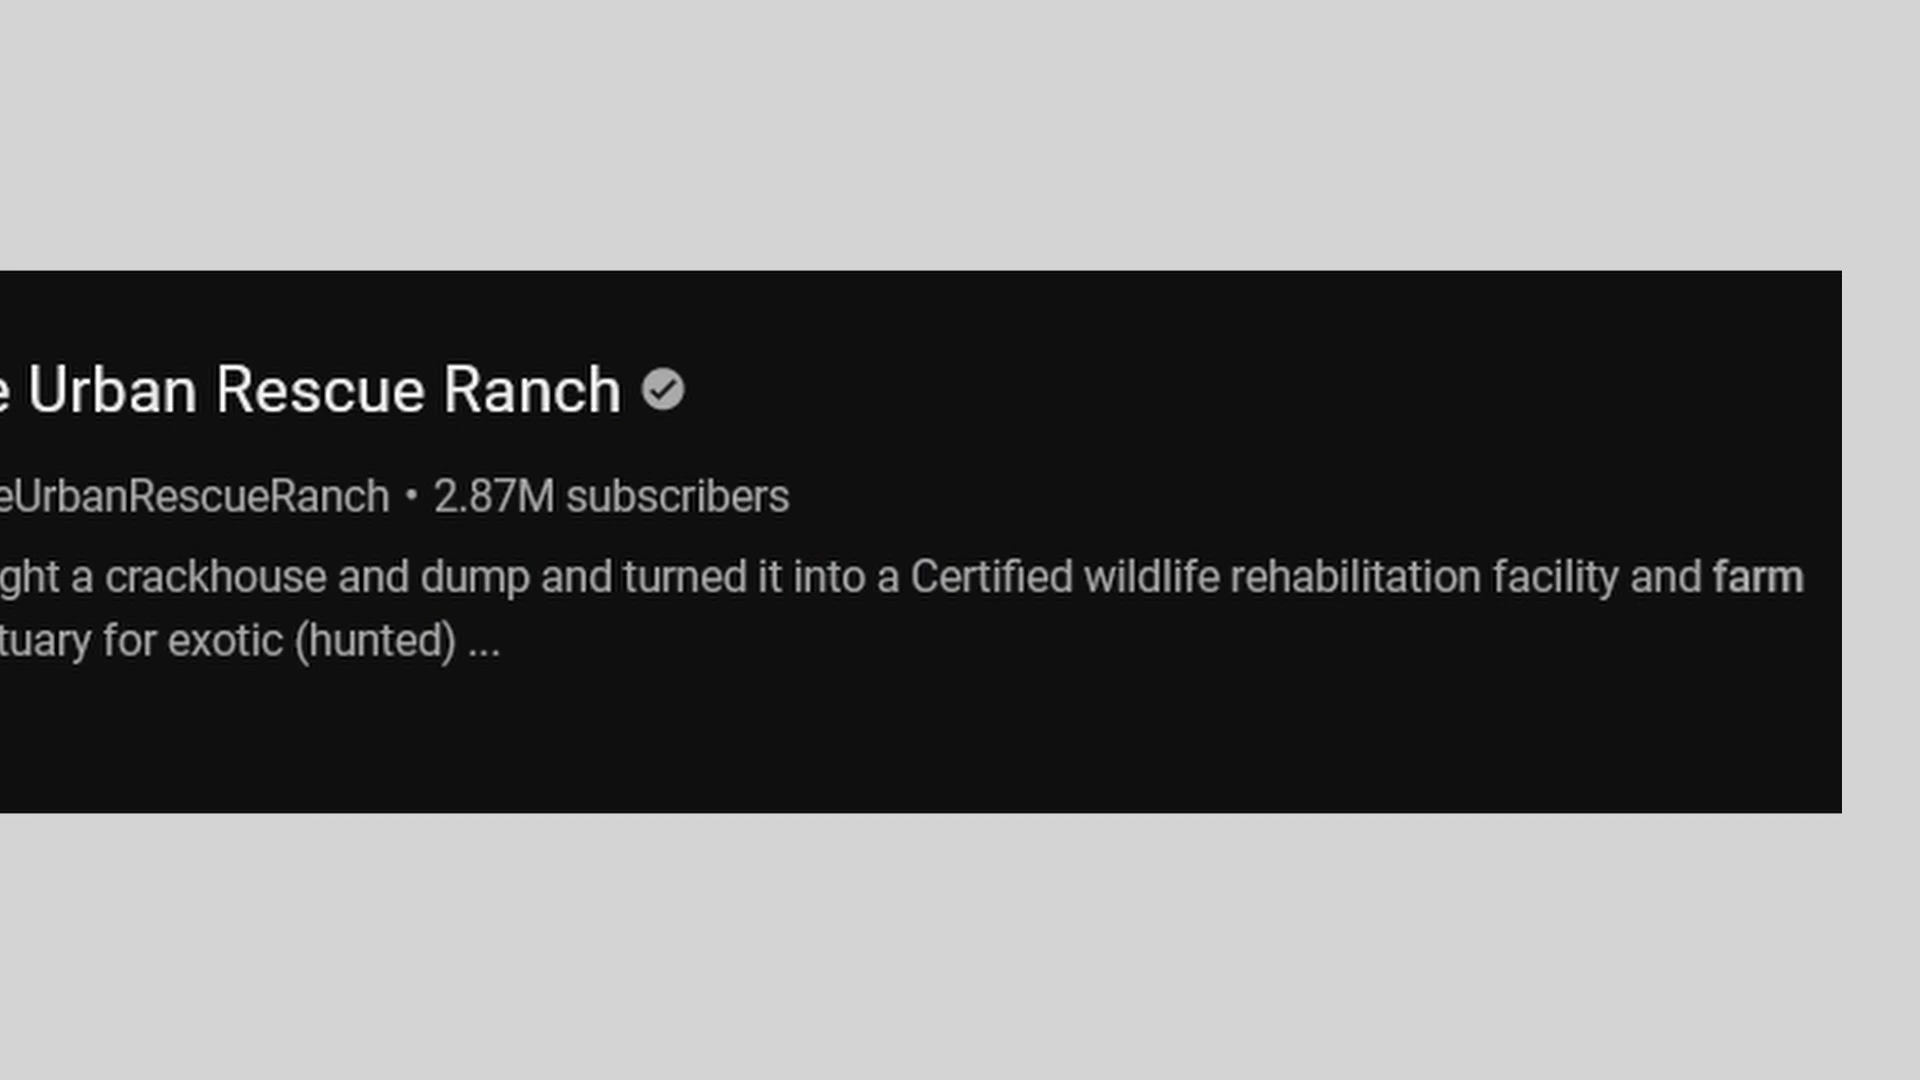 e Urban Rescue Ranch
eUrbanRescueRanch • 2.87M subscribers
ght a crackhouse and dump and turned it into a Certified wildlife rehabilitation facility and farm
tuary for exotic (hunted) ...